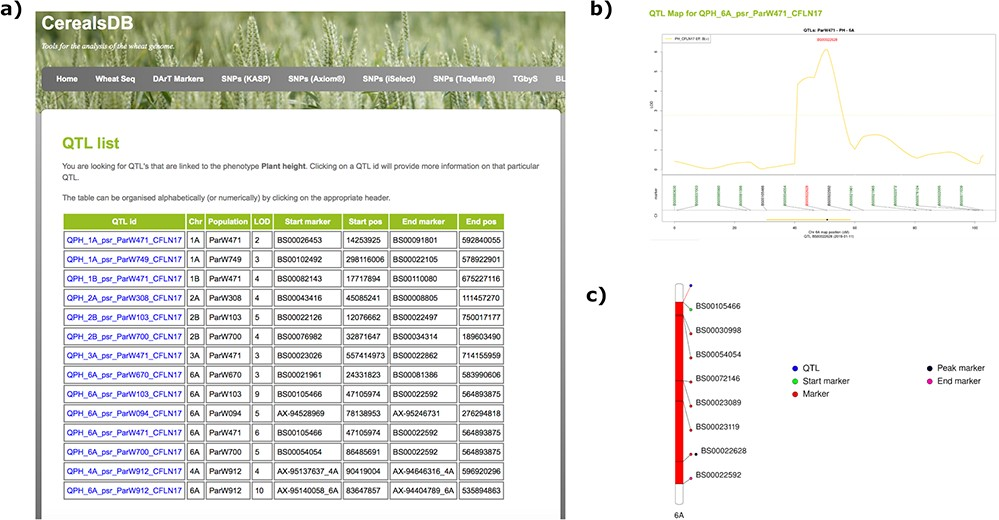 a)
CerealsDB
Tools for the analysis of the wheat genome.
Home Wheat Seq DArT Markers SNPs (KASP) SNPs (Axiom®) SNPs (iSelect) SNPs (TaqMan®) TGbyS BL
QTL list
You are looking for QTL's that are linked to the phenotype Plant height. Clicking on a QTL id will provide more information on that particular
QTL.
The table can be organised alphabetically (or numerically) by clicking on the appropriate header.
QTL id Chr Population LOD Start marker Start pos End marker End pos
QPH_1A_psr_ParW471_CFLN17 1A ParW471 2 BS00026453 14253925 BS00091801 592840055
QPH_1A_psr_ParW749_CFLN17 1A ParW749 3 BS00102492 298116006 BS00022105 578922901
QPH_1B_psr_ParW471_CFLN17 1B ParW471 4 BS00082143 17717894 BS00110080 675227116
QPH_2A_psr_ParW308_CFLN17 2A ParW308 4 BS00043416 45085241 BS00008805 111457270
QPH_2B_psr_ParW103_CFLN17 2B ParW103 5 BS00022126 12076662 BS00022497 750017177
QPH_2B_psr_ParW700_CFLN17 2B ParW700 4 BS00076982 32871647 BS00034314 189603490
QPH_3A_psr_ParW471_CFLN17 3A ParW471 3 BS00023026 557414973 BS00022862 714155959
QPH_6A_psr_ParW670_CFLN17 6A ParW670 3 BS00021961 24331823 BS00081386 583990606
QPH_6A_psr_ParW103_CFLN17 6A ParW103 9 BS00105466 47105974 BS00022592 564893875
QPH_6A_psr_ParW094_CFLN17 6A ParW094 5 AX-94528969 78138953 AX-95246731 276294818
QPH_6A_psr_ParW471_CFLN17 6A ParW471 6 BS00105466 47105974 BS00022592 564893875
QPH_6A_psr_ParW700_CFLN17 6A ParW700 5 BS00054054 86485691 BS00022592 564893875
QPH_4A_psr_ParW912_CFLN17 4A ParW912 4 AX-95137637_4A 90419004 AX-94646316_4A 596920296
QPH_6A_psr_ParW912_CFLN17 6A ParW912 10 AX-95140058_6A 83647857 AX-94404789_6A 535894863
b)
QTL Map for QPH_6A_psr_ParW471_CFLN17
QTLs: ParW471 - PH - 6A
BS00022628
LOD
marker
0 20 40 60 80 100
Chr 6A map position (cM)
c)
BS00105466
BS00030998
BS00054054
BS00072146
BS00023089
BS00023119
BS00022628
BS00022592
6A
QTL
Start marker
Marker
Peak marker
End marker